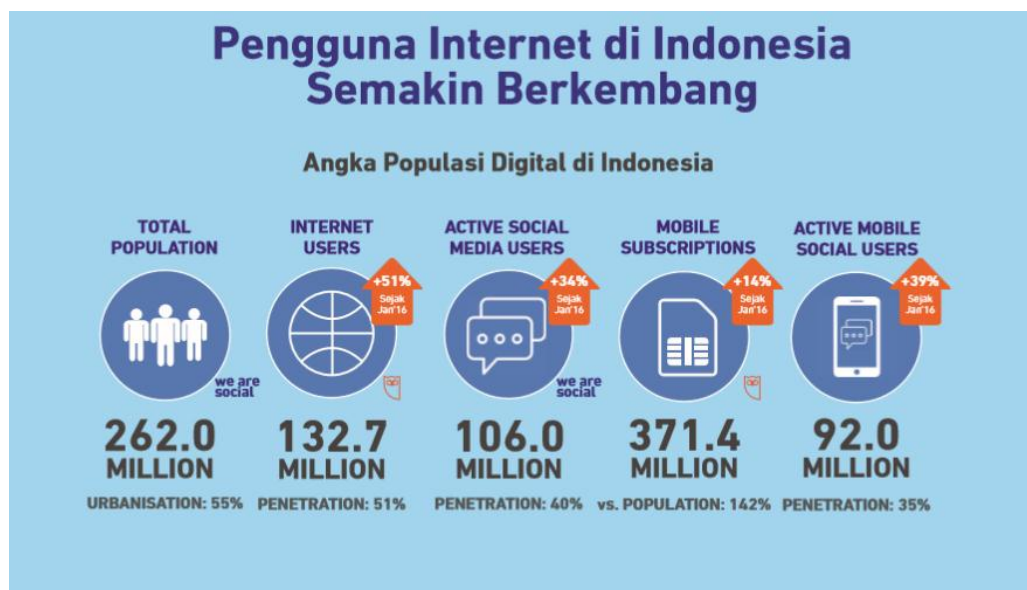 Pengguna Internet di Indonesia
Semakin Berkembang
Angka Populasi Digital di Indonesia
TOTAL
POPULATION
we are
social
262.0
MILLION
URBANISATION: 55%
INTERNET
USERS
+51%
Sejak
Jan'16
132.7
MILLION
PENETRATION: 51%
ACTIVE SOCIAL
MEDIA USERS
+34%
Sejak
Jan'16
we are
social
106.0
MILLION
PENETRATION: 40%
MOBILE
SUBSCRIPTIONS
+14%
Sejak
Jan'16
371.4
MILLION
vs. POPULATION: 142%
ACTIVE MOBILE
SOCIAL USERS
+39%
Sejak
Jan'16
92.0
MILLION
PENETRATION: 35%